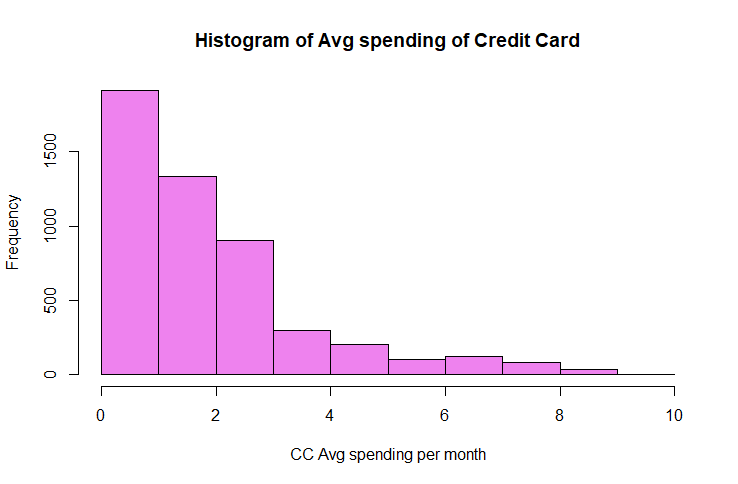 Histogram of Avg spending of Credit Card
Frequency
1500
1000
500
0
0 2 4 6 8 10
CC Avg spending per month